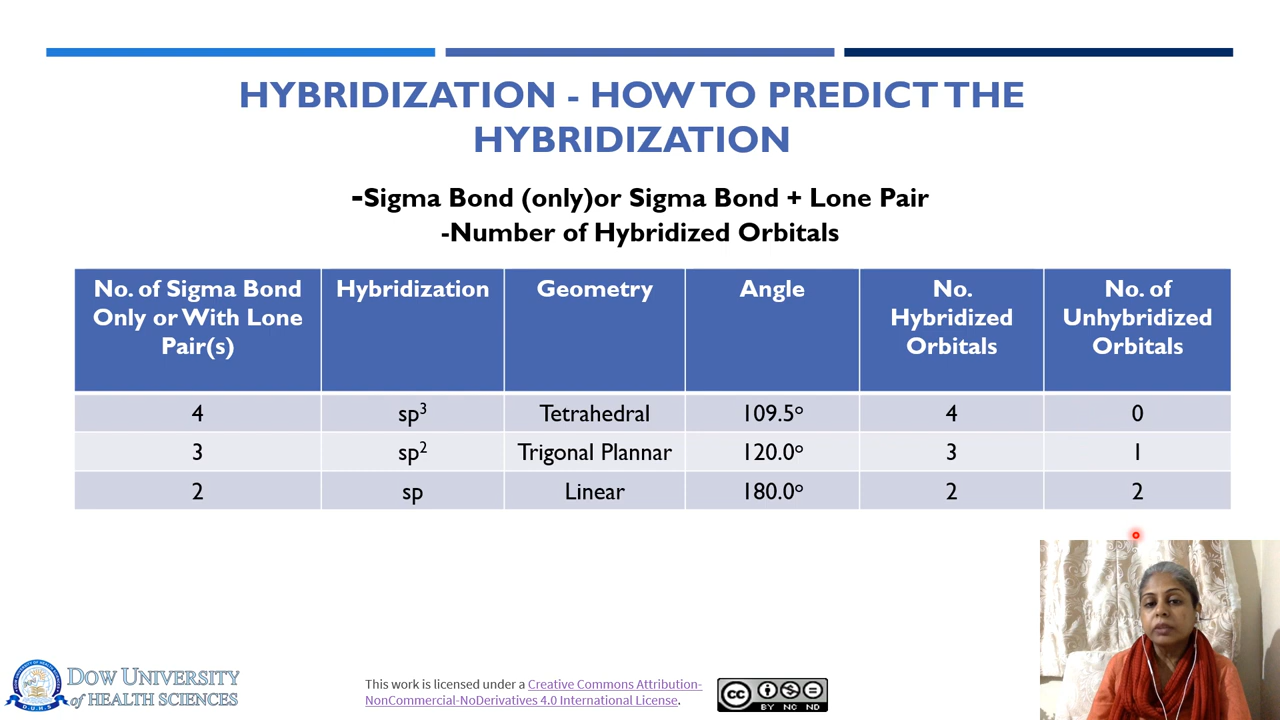 HYBRIDIZATION - HOW TO PREDICT THE
HYBRIDIZATION
-Sigma Bond (only)or Sigma Bond + Lone Pair
-Number of Hybridized Orbitals
No. of Sigma Bond
Only or With Lone
Pair(s)
Hybridization
Geometry
Angle
No.
Hybridized
Orbitals
No. of
Unhybridized
Orbitals
4 sp³ Tetrahedral 109.5º 4 0
3 sp² Trigonal Plannar 120.0º 3 1
2 sp Linear 180.0º 2 2
DOW UNIVERSITY
of HEALTH SCIENCES
This work is licensed under a Creative Commons Attribution-
NonCommercial-NoDerivatives 4.0 International License.
cc
BY NC ND